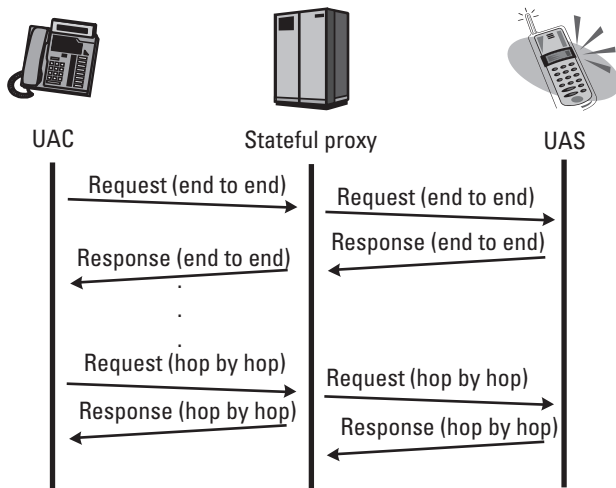 UAC
Stateful proxy
UAS
Request (end to end)
Request (end to end)
Response (end to end)
Response (end to end)
Request (hop by hop)
Request (hop by hop)
Response (hop by hop)
Response (hop by hop)